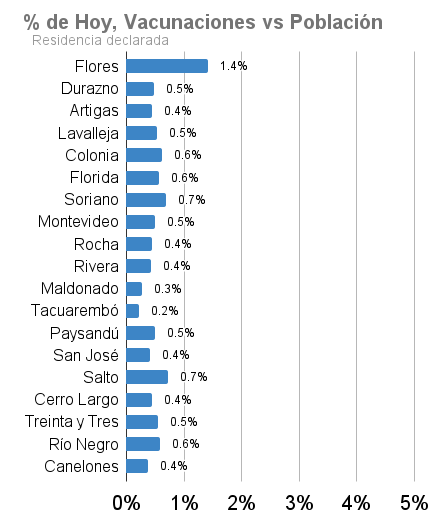 % de Hoy, Vacunaciones vs Población
Residencia declarada
Flores 1.4%
Durazno 0.5%
Artigas 0.4%
Lavalleja 0.5%
Colonia 0.6%
Florida 0.6%
Soriano 0.7%
Montevideo 0.5%
Rocha 0.4%
Rivera 0.4%
Maldonado 0.3%
Tacuarembó 0.2%
Paysandú 0.5%
San José 0.4%
Salto 0.7%
Cerro Largo 0.4%
Treinta y Tres 0.5%
Río Negro 0.6%
Canelones 0.4%
0% 1% 2% 3% 4% 5%